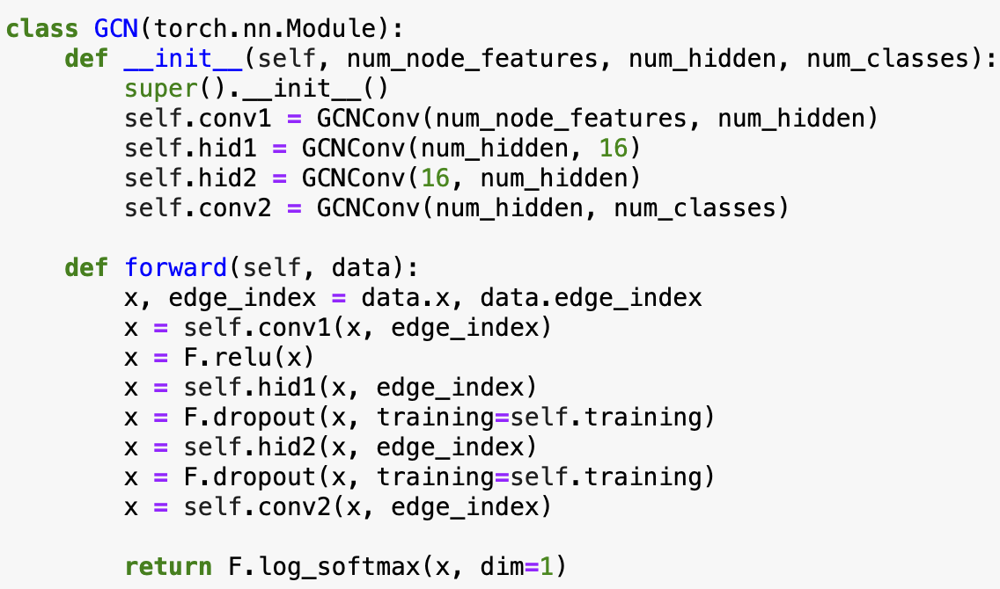 class GCN(torch.nn.Module):
    def __init__(self, num_node_features, num_hidden, num_classes):
        super().__init__()
        self.conv1 = GCNConv(num_node_features, num_hidden)
        self.hid1 = GCNConv(num_hidden, 16)
        self.hid2 = GCNConv(16, num_hidden)
        self.conv2 = GCNConv(num_hidden, num_classes)

    def forward(self, data):
        x, edge_index = data.x, data.edge_index
        x = self.conv1(x, edge_index)
        x = F.relu(x)
        x = self.hid1(x, edge_index)
        x = F.dropout(x, training=self.training)
        x = self.hid2(x, edge_index)
        x = F.dropout(x, training=self.training)
        x = self.conv2(x, edge_index)

        return F.log_softmax(x, dim=1)